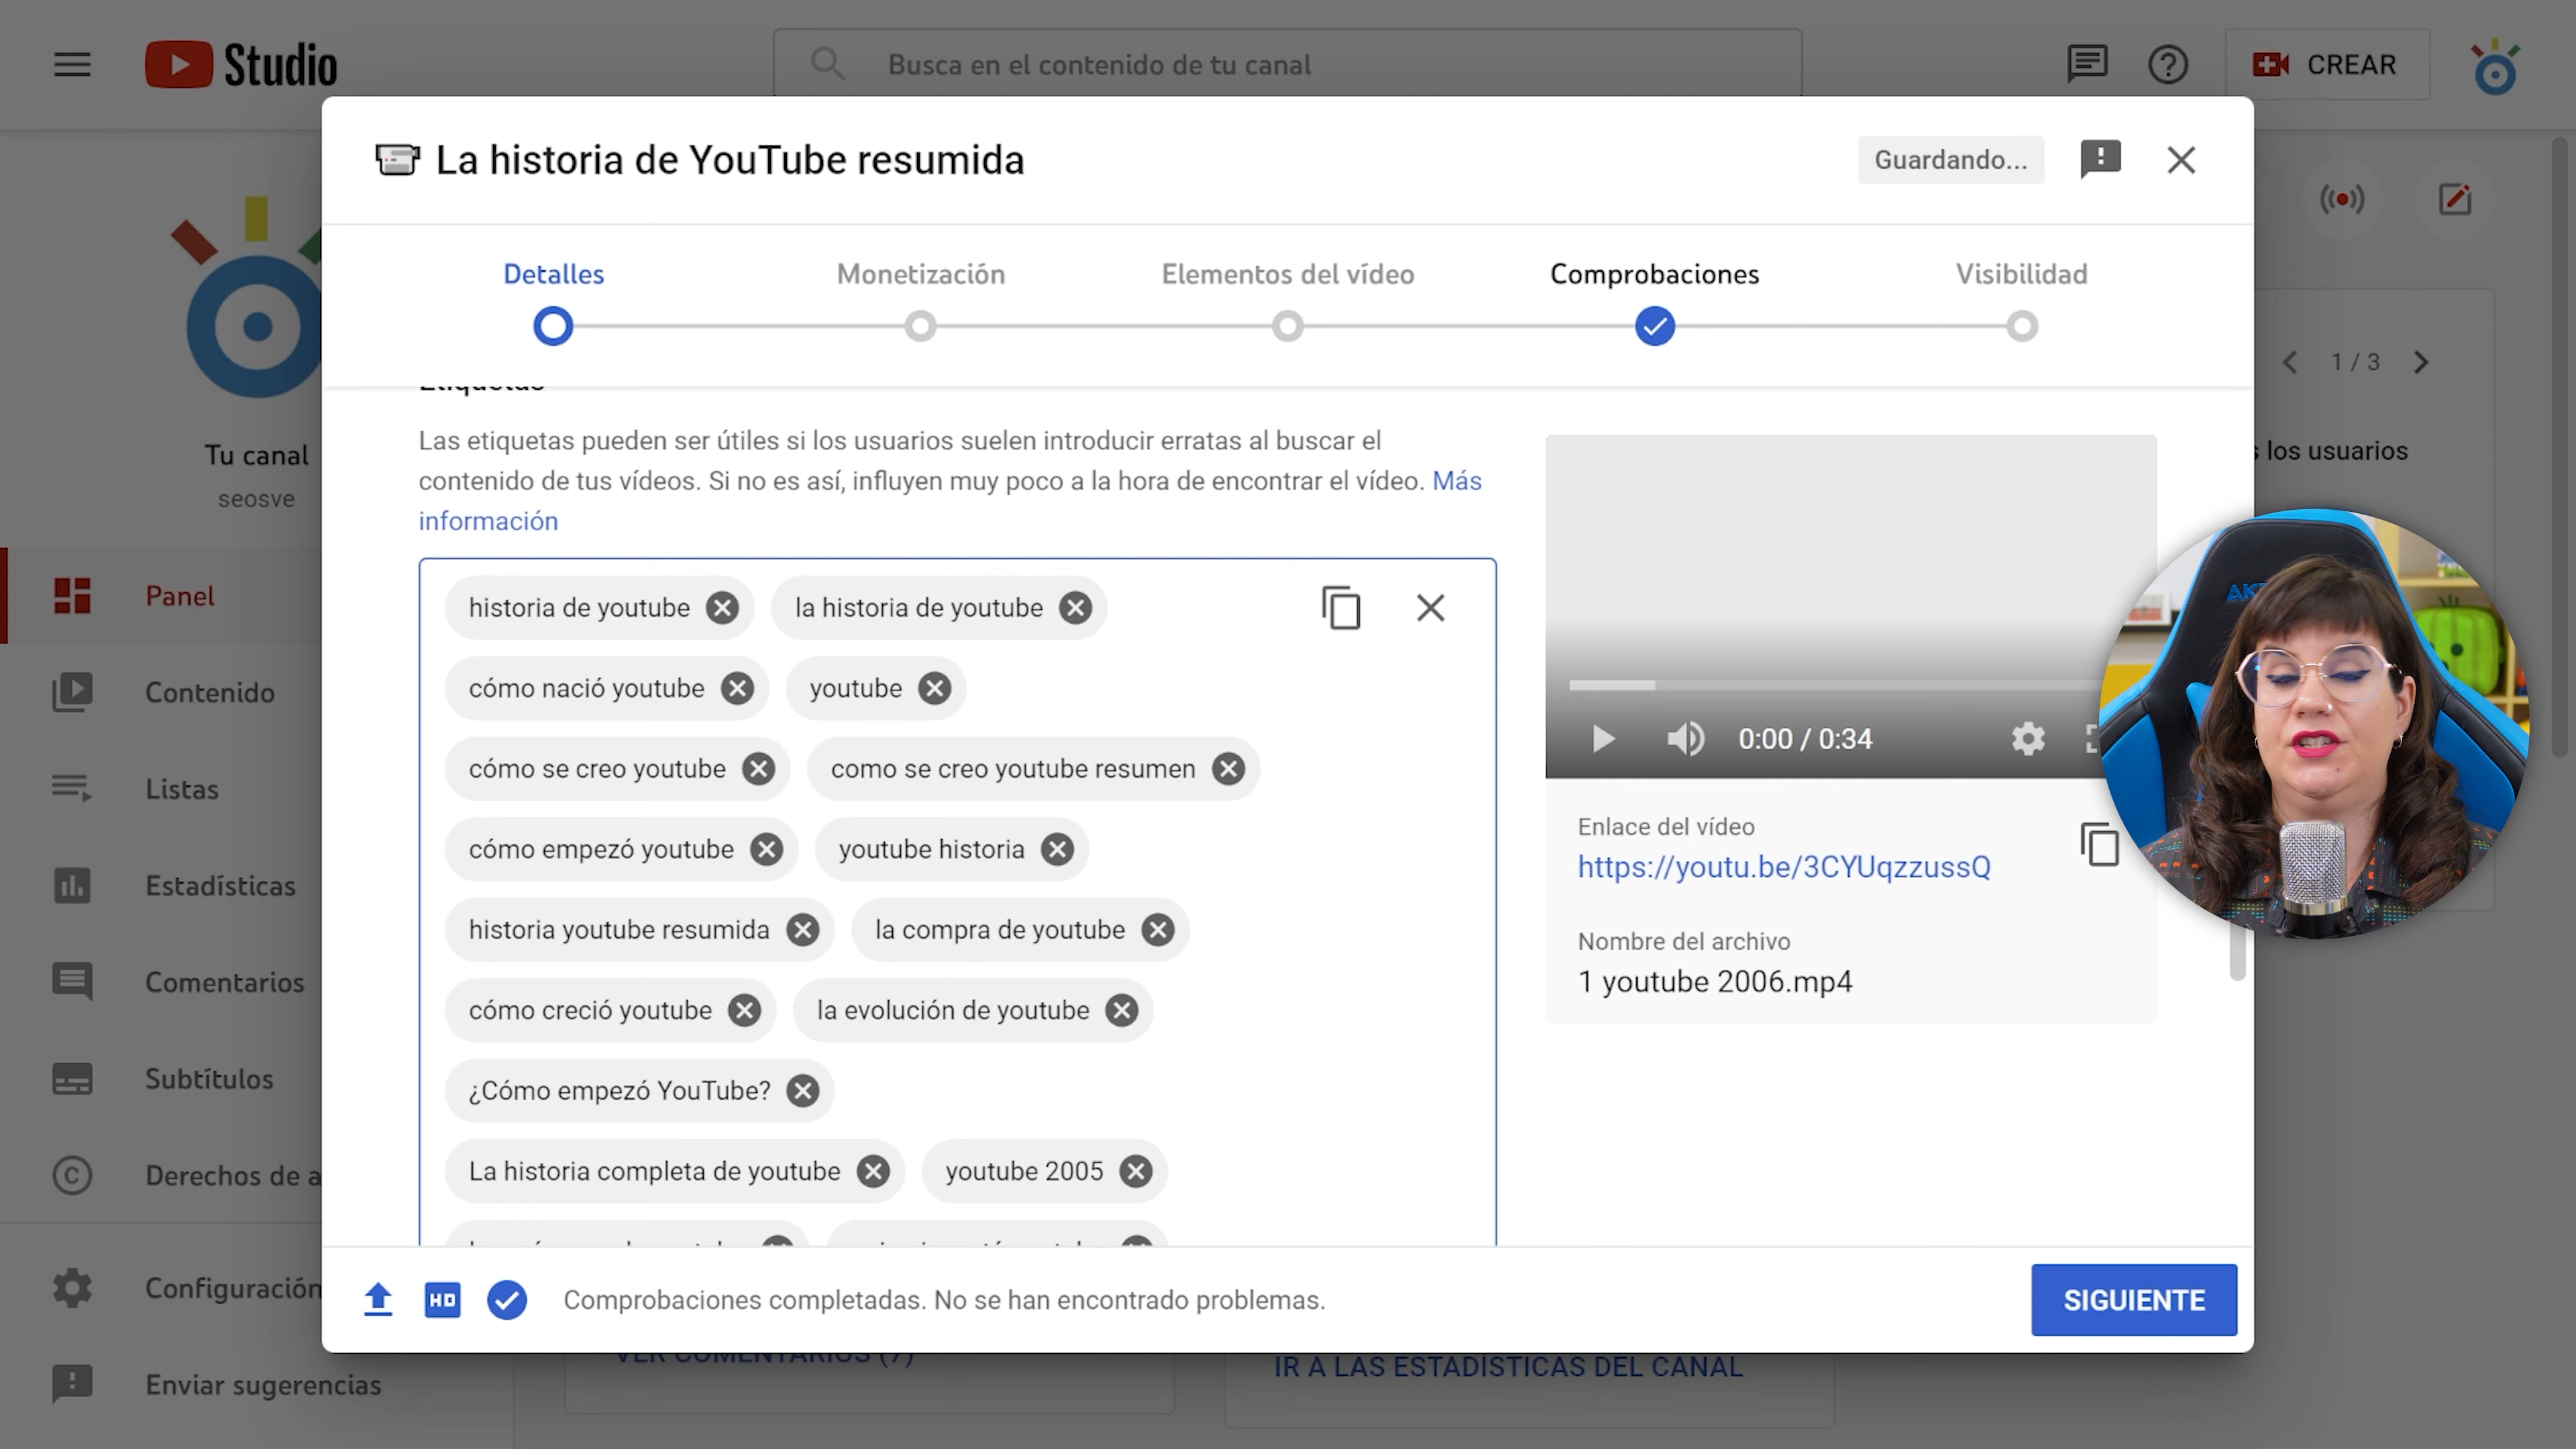 Studio
Busca en el contenido de tu canal
CREAR
La historia de YouTube resumida
Guardando...
Detalles
Monetización
Elementos del vídeo
Comprobaciones
Visibilidad
1 / 3
Etiquetas
Las etiquetas pueden ser útiles si los usuarios suelen introducir erratas al buscar el
contenido de tus vídeos. Si no es así, influyen muy poco a la hora de encontrar el vídeo. Más
información
los usuarios
Tu canal
seosve
Panel
Contenido
Listas
Estadísticas
Comentarios
Subtítulos
Derechos de a
Configuración
Enviar sugerencias
historia de youtube
la historia de youtube
cómo nació youtube
youtube
cómo se creo youtube
como se creo youtube resumen
cómo empezó youtube
youtube historia
historia youtube resumida
la compra de youtube
cómo creció youtube
la evolución de youtube
¿Cómo empezó YouTube?
La historia completa de youtube
youtube 2005
0:00 / 0:34
Enlace del vídeo
https://youtu.be/3CYUqzzussQ
Nombre del archivo
1 youtube 2006.mp4
HD
Comprobaciones completadas. No se han encontrado problemas.
SIGUIENTE
VER COMENTARIOS (7)
IR A LAS ESTADÍSTICAS DEL CANAL